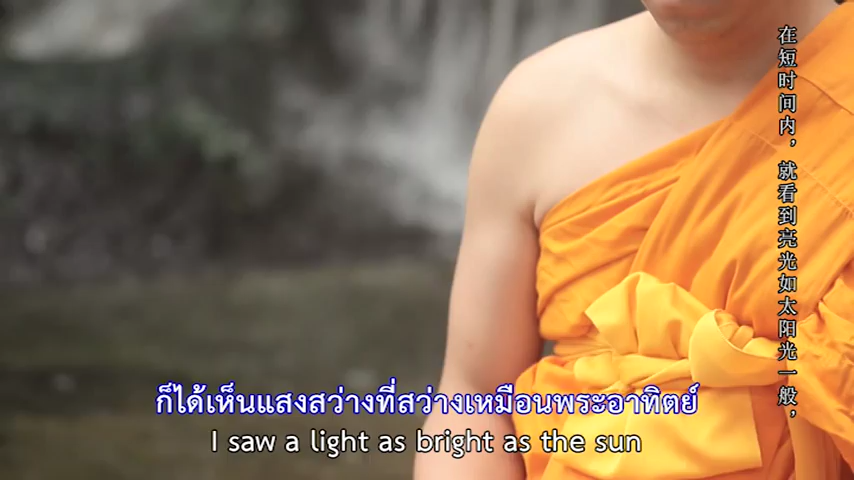 在短时间内，就看到亮光如太阳光一般，
ก็ได้เห็นแสงสว่างที่สว่างเหมือนพระอาทิตย์
I saw a light as bright as the sun